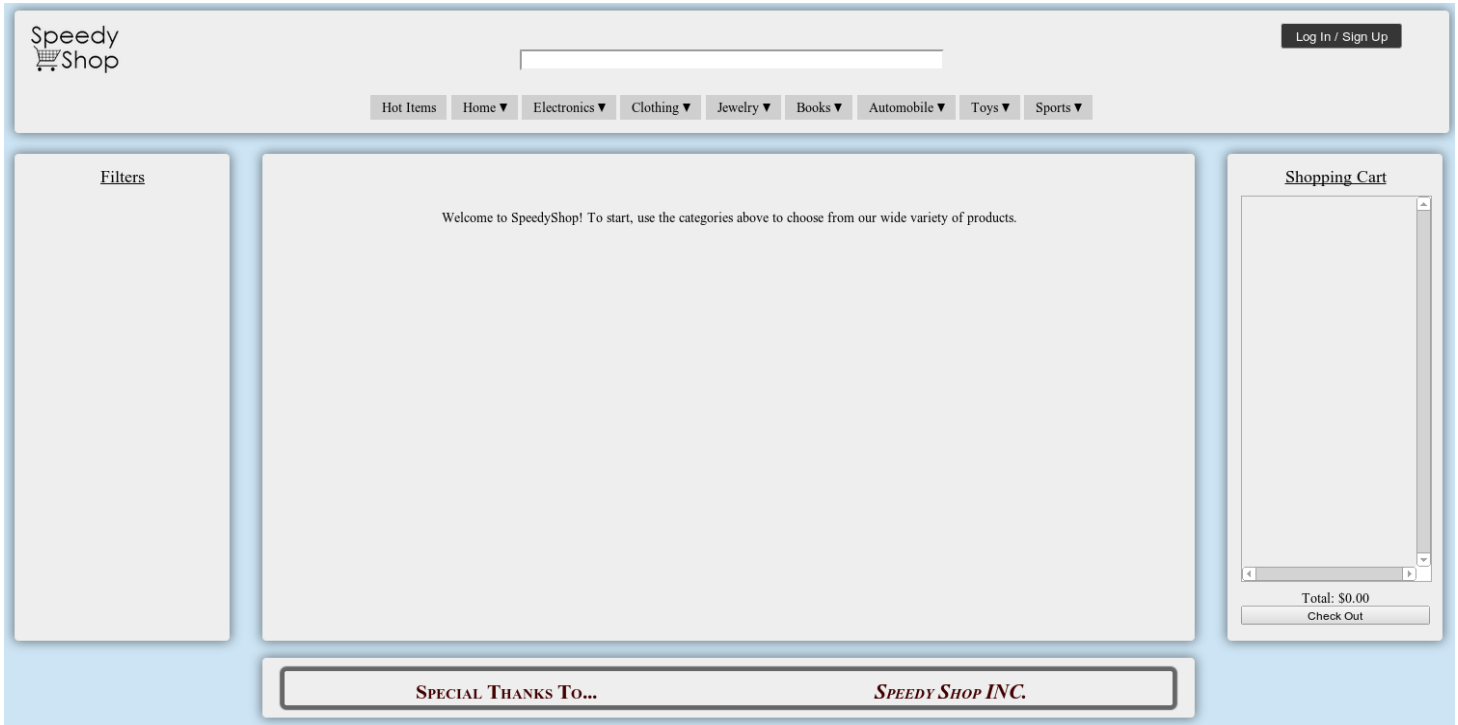 Speedy
Shop
Log In / Sign Up
Hot Items Home ▼ Electronics ▼ Clothing ▼ Jewelry ▼ Books ▼ Automobile ▼ Toys ▼ Sports ▼
Filters
Welcome to SpeedyShop! To start, use the categories above to choose from our wide variety of products.
Shopping Cart
Total: $0.00
Check Out
Special Thanks To... Speedy Shop INC.